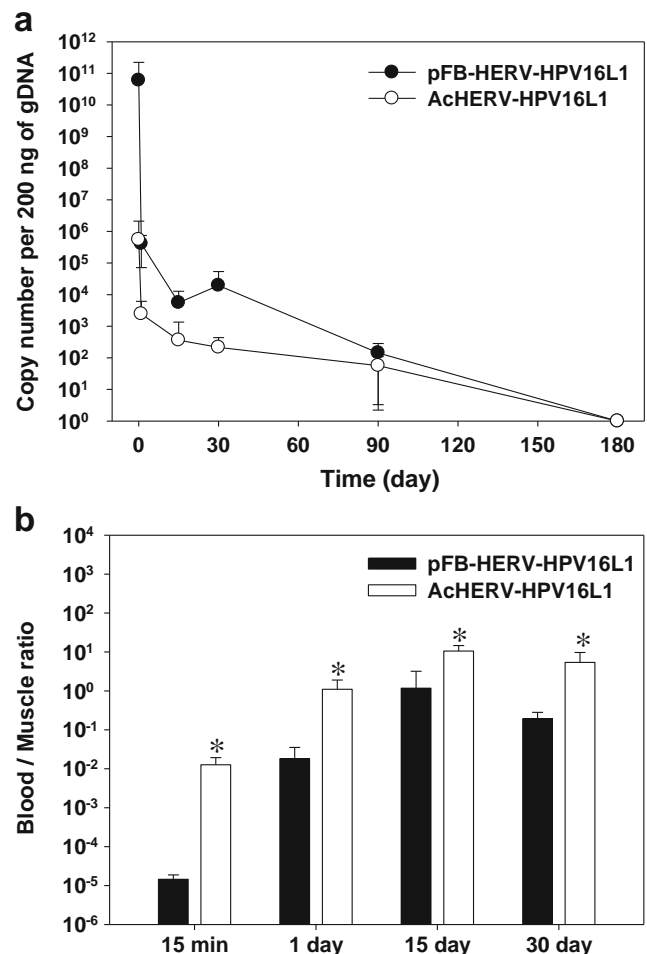 a
Copy number per 200 ng of gDNA
10¹²
10¹¹
10¹⁰
10⁹
10⁸
10⁷
10⁶
10⁵
10⁴
10³
10²
10¹
10⁰
pFB-HERV-HPV16L1
AcHERV-HPV16L1
0 30 60 90 120 150 180
Time (day)
b
Blood / Muscle ratio
10⁴
10³
10²
10¹
10⁰
10⁻¹
10⁻²
10⁻³
10⁻⁴
10⁻⁵
10⁻⁶
pFB-HERV-HPV16L1
AcHERV-HPV16L1
* * * *
15 min 1 day 15 day 30 day